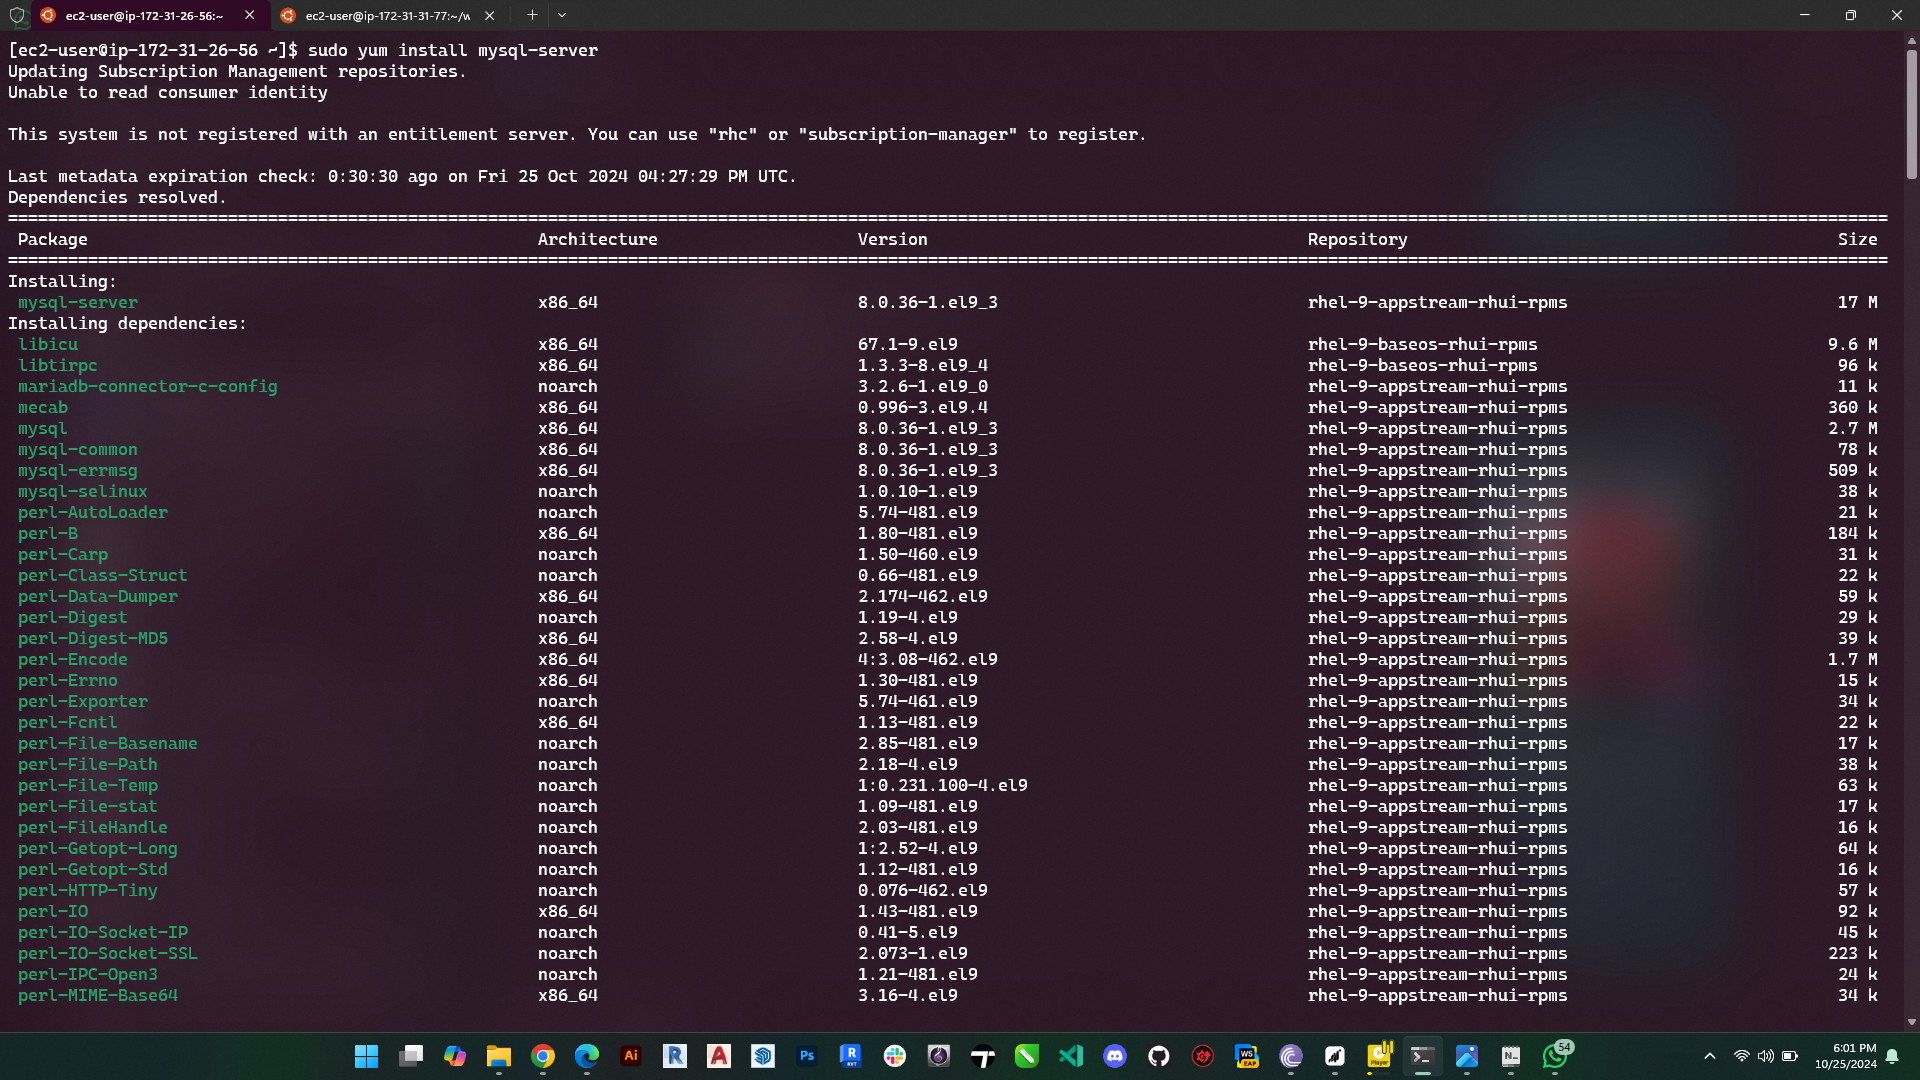 ec2-user@ip-172-31-26-56:~
ec2-user@ip-172-31-31-77:~/w
[ec2-user@ip-172-31-26-56 ~]$ sudo yum install mysql-server
Updating Subscription Management repositories.
Unable to read consumer identity
This system is not registered with an entitlement server. You can use "rhc" or "subscription-manager" to register.
Last metadata expiration check: 0:30:30 ago on Fri 25 Oct 2024 04:27:29 PM UTC.
Dependencies resolved.
Package Architecture Version Repository Size
Installing:
mysql-server x86_64 8.0.36-1.el9_3 rhel-9-appstream-rhui-rpms 17 M
Installing dependencies:
libicu x86_64 67.1-9.el9 rhel-9-baseos-rhui-rpms 9.6 M
libtirpc x86_64 1.3.3-8.el9_4 rhel-9-baseos-rhui-rpms 96 k
mariadb-connector-c-config noarch 3.2.6-1.el9_0 rhel-9-appstream-rhui-rpms 11 k
mecab x86_64 0.996-3.el9.4 rhel-9-appstream-rhui-rpms 360 k
mysql x86_64 8.0.36-1.el9_3 rhel-9-appstream-rhui-rpms 2.7 M
mysql-common x86_64 8.0.36-1.el9_3 rhel-9-appstream-rhui-rpms 78 k
mysql-errmsg x86_64 8.0.36-1.el9_3 rhel-9-appstream-rhui-rpms 509 k
mysql-selinux noarch 1.0.10-1.el9 rhel-9-appstream-rhui-rpms 38 k
perl-AutoLoader noarch 5.74-481.el9 rhel-9-appstream-rhui-rpms 21 k
perl-B x86_64 1.80-481.el9 rhel-9-appstream-rhui-rpms 184 k
perl-Carp noarch 1.50-460.el9 rhel-9-appstream-rhui-rpms 31 k
perl-Class-Struct noarch 0.66-481.el9 rhel-9-appstream-rhui-rpms 22 k
perl-Data-Dumper x86_64 2.174-462.el9 rhel-9-appstream-rhui-rpms 59 k
perl-Digest noarch 1.19-4.el9 rhel-9-appstream-rhui-rpms 29 k
perl-Digest-MD5 x86_64 2.58-4.el9 rhel-9-appstream-rhui-rpms 39 k
perl-Encode x86_64 4:3.08-462.el9 rhel-9-appstream-rhui-rpms 1.7 M
perl-Errno x86_64 1.30-481.el9 rhel-9-appstream-rhui-rpms 15 k
perl-Exporter noarch 5.74-461.el9 rhel-9-appstream-rhui-rpms 34 k
perl-Fcntl x86_64 1.13-481.el9 rhel-9-appstream-rhui-rpms 22 k
perl-File-Basename noarch 2.85-481.el9 rhel-9-appstream-rhui-rpms 17 k
perl-File-Path noarch 2.18-4.el9 rhel-9-appstream-rhui-rpms 38 k
perl-File-Temp noarch 1:0.231.100-4.el9 rhel-9-appstream-rhui-rpms 63 k
perl-File-stat noarch 1.09-481.el9 rhel-9-appstream-rhui-rpms 17 k
perl-FileHandle noarch 2.03-481.el9 rhel-9-appstream-rhui-rpms 16 k
perl-Getopt-Long noarch 1:2.52-4.el9 rhel-9-appstream-rhui-rpms 64 k
perl-Getopt-Std noarch 1.12-481.el9 rhel-9-appstream-rhui-rpms 16 k
perl-HTTP-Tiny noarch 0.076-462.el9 rhel-9-appstream-rhui-rpms 57 k
perl-IO x86_64 1.43-481.el9 rhel-9-appstream-rhui-rpms 92 k
perl-IO-Socket-IP noarch 0.41-5.el9 rhel-9-appstream-rhui-rpms 45 k
perl-IO-Socket-SSL noarch 2.073-1.el9 rhel-9-appstream-rhui-rpms 223 k
perl-IPC-Open3 noarch 1.21-481.el9 rhel-9-appstream-rhui-rpms 24 k
perl-MIME-Base64 x86_64 3.16-4.el9 rhel-9-appstream-rhui-rpms 34 k
Ai R A Ps R RVT WS EAP Player N 54
6:01 PM
10/25/2024